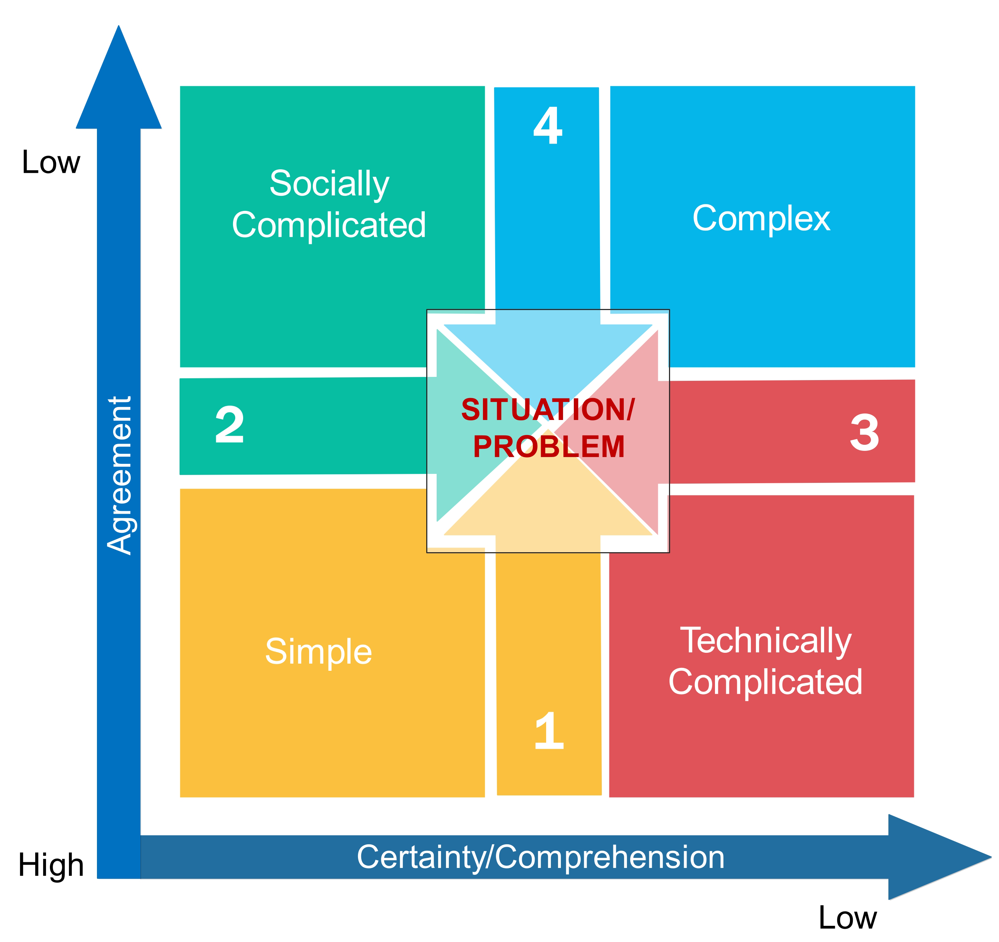 Low
Agreement
High
Socially
Complicated
4
Complex
2
SITUATION/
PROBLEM
3
Simple
1
Technically
Complicated
Certainty/Comprehension
Low